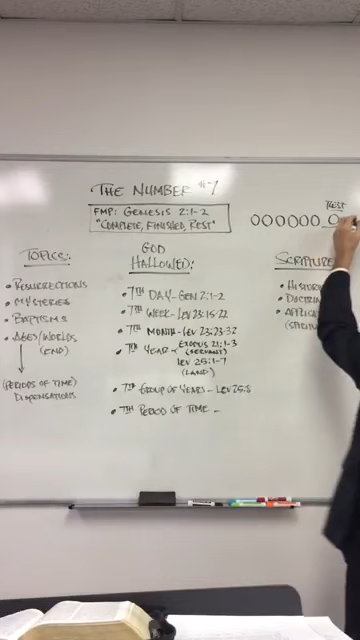 THE NUMBER #7
FMP: GENESIS 2:1-2
"COMPLETE, FINISHED, REST"
REST
OOOOOO O
TOPICS:
• RESURRECTIONS
• MYSTERIES
• BAPTISMS
• AGES/WORLDS
(END)
(PERIODS OF TIME)
DISPENSATIONS
GOD
HALLOWED:
• 7TH DAY - GEN 2:1-2
• 7TH WEEK - LEV 23:15-22
• 7TH MONTH - LEV 23:23-32
• 7TH YEAR - EXODUS 21:1-3
(SERVANT)
LEV 25:1-7
(LAND)
• 7TH GROUP OF YEARS - LEV 25:8
• 7TH PERIOD OF TIME -
SCRIPTURE
• HISTOR
• DOCTRIN
• APPLICA